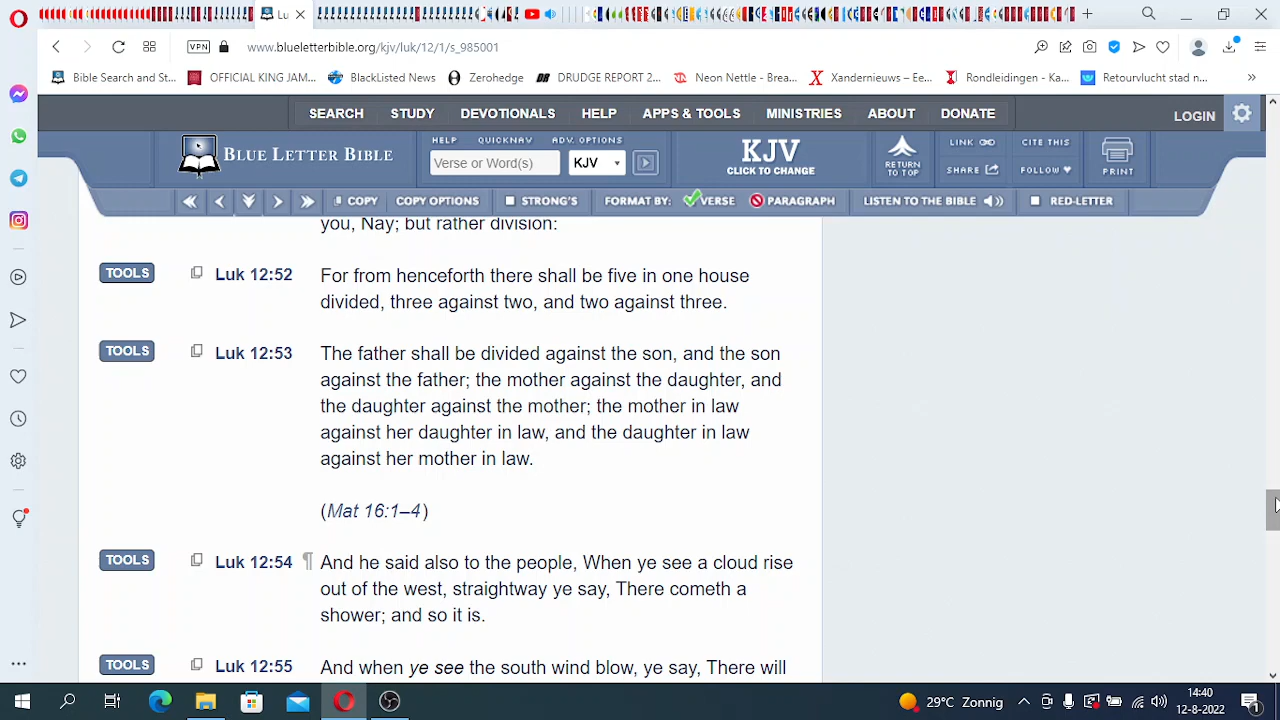 Lu
www.blueletterbible.org/kjv/luk/12/1/s_985001
VPN
Bible Search and St...
OFFICIAL KING JAM...
BlackListed News
Zerohedge
DRUDGE REPORT 2...
Neon Nettle - Brea...
Xandernieuws – Ee...
Rondleidingen - Ka...
Retourvlucht stad n...
SEARCH STUDY DEVOTIONALS HELP APPS & TOOLS MINISTRIES ABOUT DONATE
LOGIN
BLUE LETTER BIBLE
HELP QUICKNAV ADV. OPTIONS
Verse or Word(s)
KJV
KJV
CLICK TO CHANGE
RETURN
TO TOP
LINK
CITE THIS
SHARE
FOLLOW
PRINT
COPY COPY OPTIONS STRONG'S FORMAT BY: VERSE PARAGRAPH LISTEN TO THE BIBLE RED-LETTER
you, Nay; but rather division:
TOOLS Luk 12:52 For from henceforth there shall be five in one house
divided, three against two, and two against three.
TOOLS Luk 12:53 The father shall be divided against the son, and the son
against the father; the mother against the daughter, and
the daughter against the mother; the mother in law
against her daughter in law, and the daughter in law
against her mother in law.
(Mat 16:1–4)
TOOLS Luk 12:54 ¶ And he said also to the people, When ye see a cloud rise
out of the west, straightway ye say, There cometh a
shower; and so it is.
TOOLS Luk 12:55 And when ye see the south wind blow, ye say, There will
29°C Zonnig
14:40
12-8-2022
1